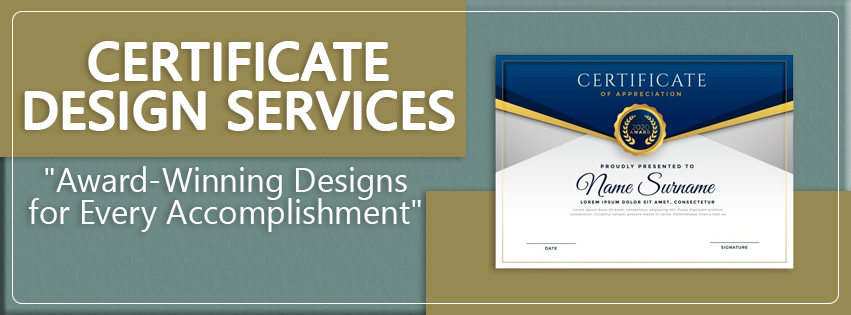 CERTIFICATE
DESIGN SERVICES
"Award-Winning Designs
for Every Accomplishment"
CERTIFICATE
OF APPRECIATION
2020
AWARD
PROUDLY PRESENTED TO
Name Surname
LOREM IPSUM DOLOR SIT AMET, CONSECTETUR
DATE
SIGNATURE